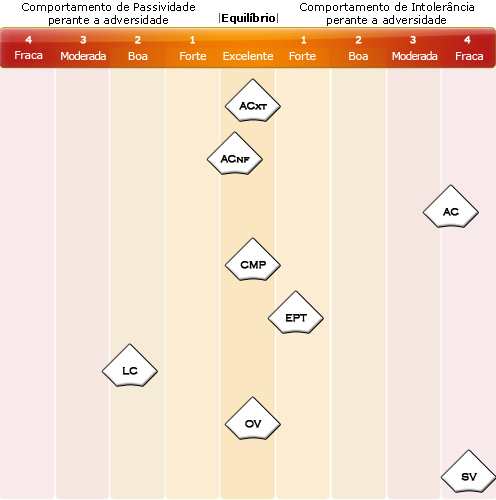 Comportamento de Passividade
perante a adversidade
|Equilíbrio|
Comportamento de Intolerância
perante a adversidade
4 3 2 1 1 2 3 4
Fraca Moderada Boa Forte Excelente Forte Boa Moderada Fraca
ACXT
ACNF
AC
CMP
EPT
LC
OV
SV